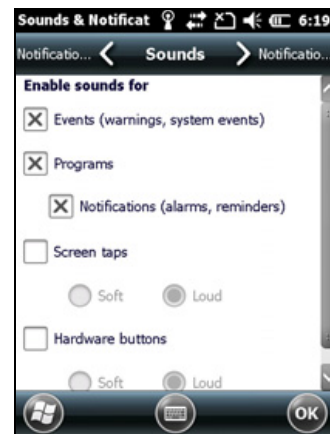 Sounds & Notificat 6:19
Notificatio... Sounds Notificatio...
Enable sounds for
Events (warnings, system events)
Programs
Notifications (alarms, reminders)
Screen taps
Soft Loud
Hardware buttons
Soft Loud
OK